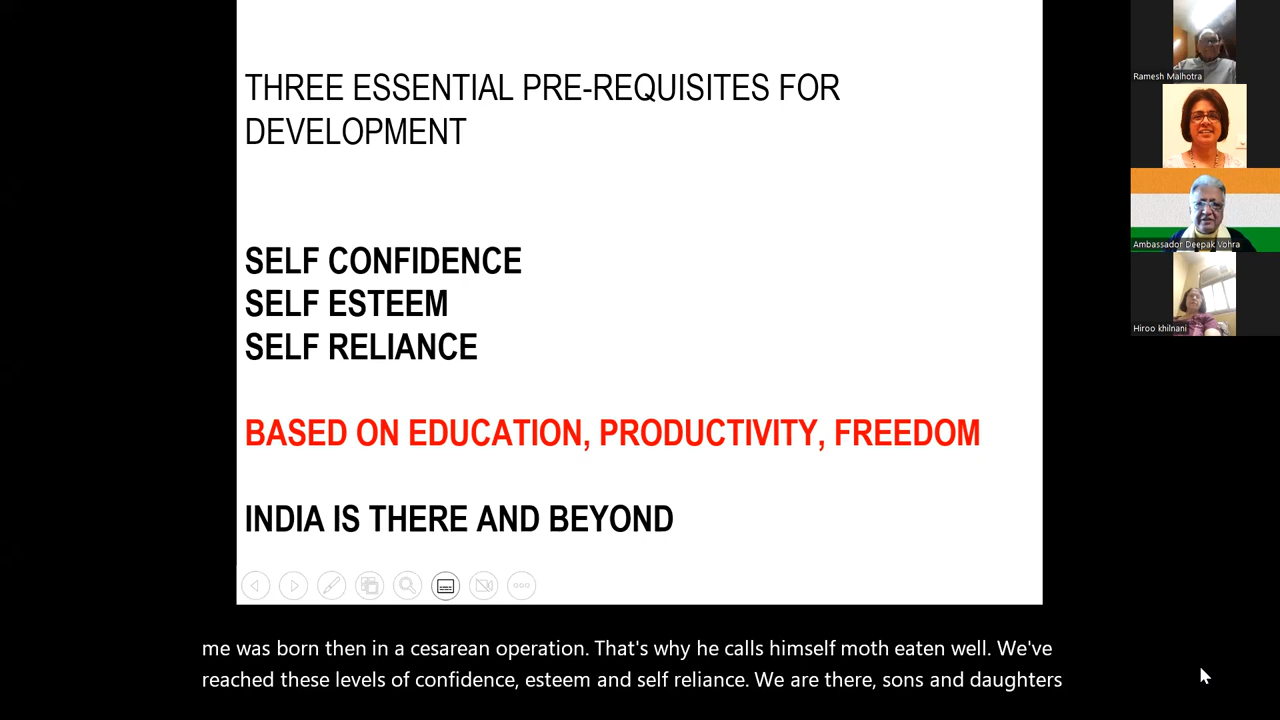 THREE ESSENTIAL PRE-REQUISITES FOR
DEVELOPMENT
SELF CONFIDENCE
SELF ESTEEM
SELF RELIANCE
BASED ON EDUCATION, PRODUCTIVITY, FREEDOM
INDIA IS THERE AND BEYOND
me was born then in a cesarean operation. That's why he calls himself moth eaten well. We've
reached these levels of confidence, esteem and self reliance. We are there, sons and daughters
Ramesh Malhotra
Ambassador Deepak Vohra
Hiroo khilnani